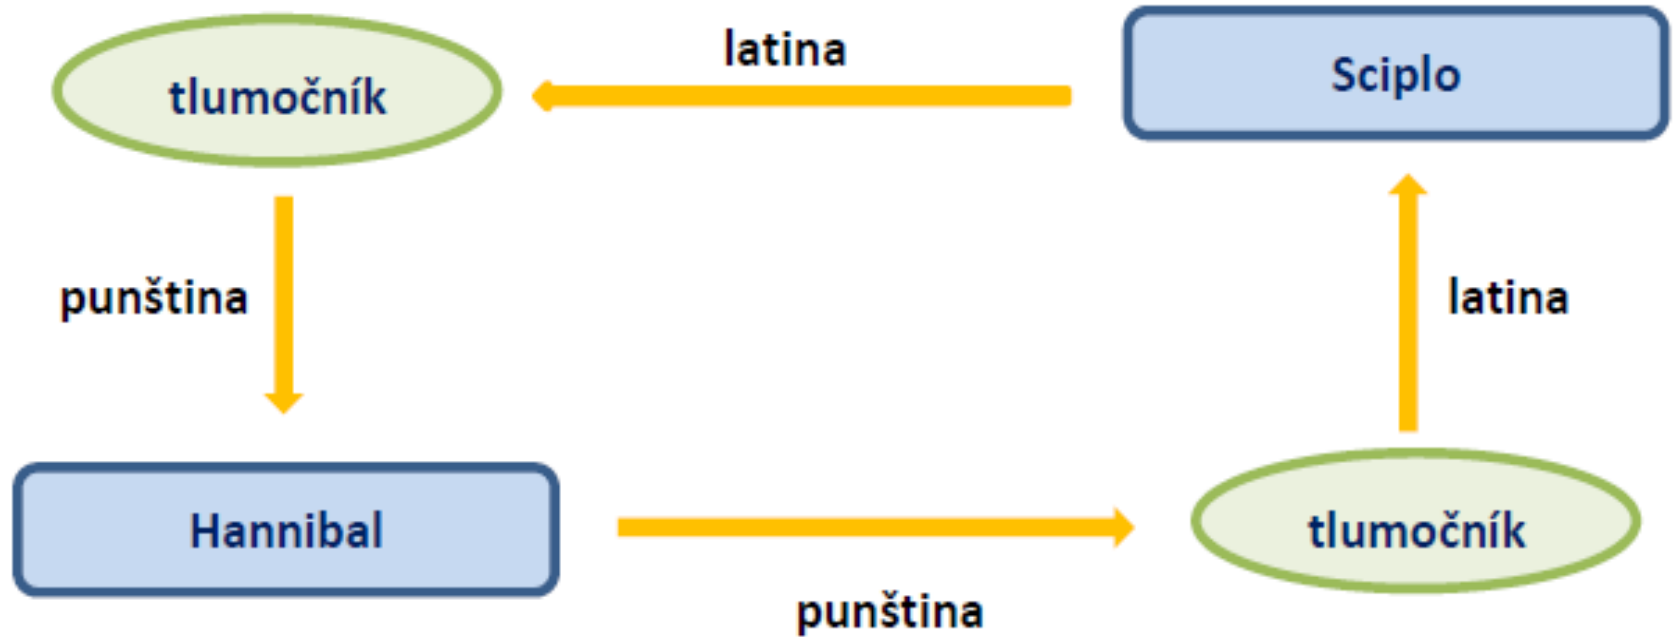 latina
Sciplo
tlumočník
punština
latina
Hannibal
tlumočník
punština